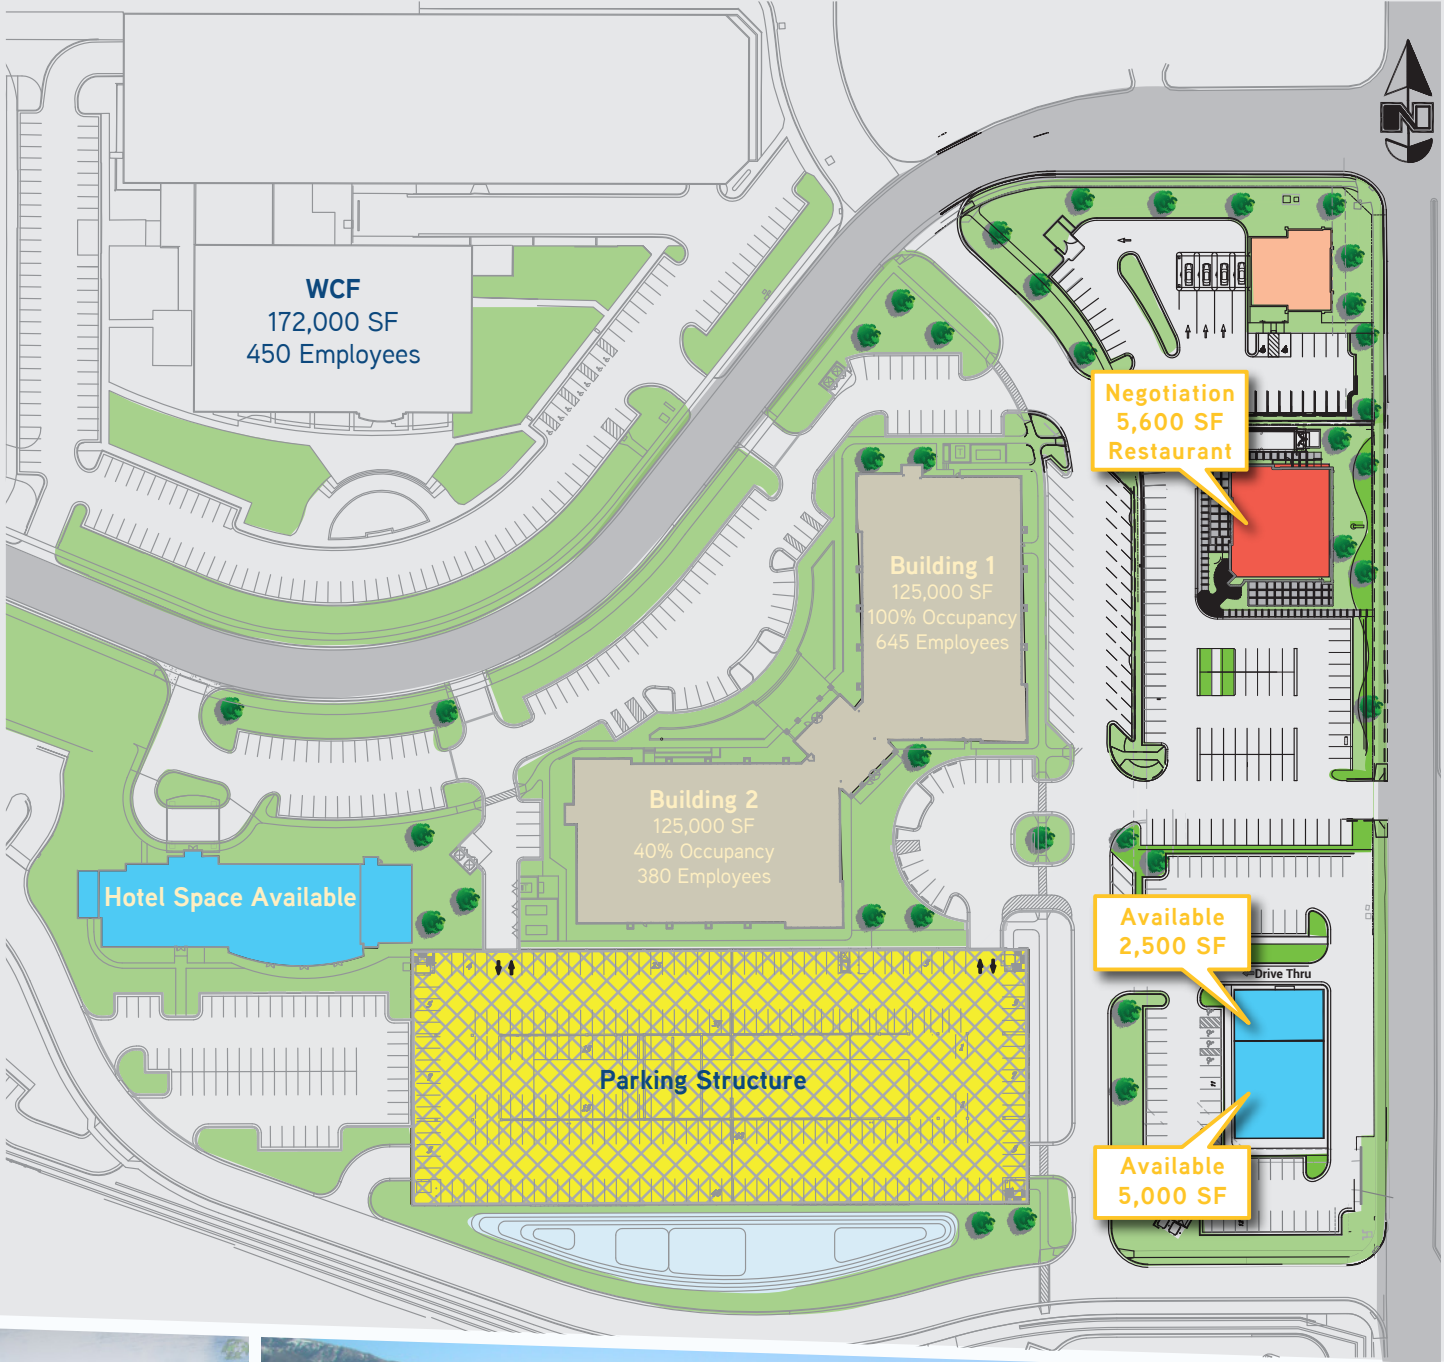 N
WCF
172,000 SF
450 Employees
Negotiation
5,600 SF
Restaurant
Building 1
125,000 SF
100% Occupancy
645 Employees
Building 2
125,000 SF
40% Occupancy
380 Employees
Hotel Space Available
Available
2,500 SF
Drive Thru
Parking Structure
Available
5,000 SF